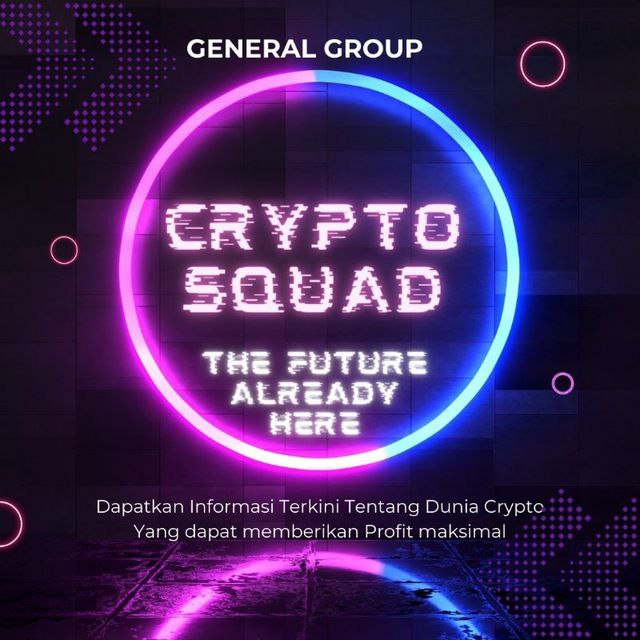 GENERAL GROUP
CRYPTO
SQUAD
THE FUTURE
ALREADY
HERE
Dapatkan Informasi Terkini Tentang Dunia Crypto
Yang dapat memberikan Profit maksimal